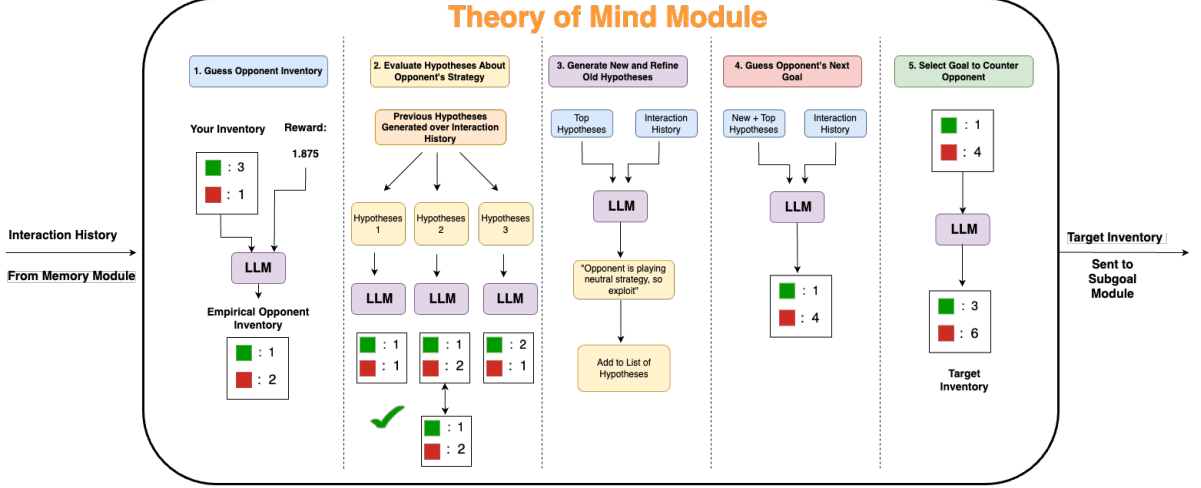 Theory of Mind Module
1. Guess Opponent Inventory
Your Inventory
Reward:
1.875
: 3
: 1
LLM
Empirical Opponent
Inventory
: 1
: 2
2. Evaluate Hypotheses About
Opponent's Strategy
Previous Hypotheses
Generated over Interaction
History
Hypotheses
1
Hypotheses
2
Hypotheses
3
LLM
LLM
LLM
: 1
: 1
: 1
: 2
: 2
: 1
: 1
: 2
3. Generate New and Refine
Old Hypotheses
Top
Hypotheses
Interaction
History
LLM
"Opponent is playing
neutral strategy, so
exploit"
Add to List of
Hypotheses
4. Guess Opponent's Next
Goal
New + Top
Hypotheses
Interaction
History
LLM
: 1
: 4
5. Select Goal to Counter
Opponent
: 1
: 4
LLM
: 3
: 6
Target
Inventory
Interaction History
From Memory Module
Target Inventory
Sent to
Subgoal
Module